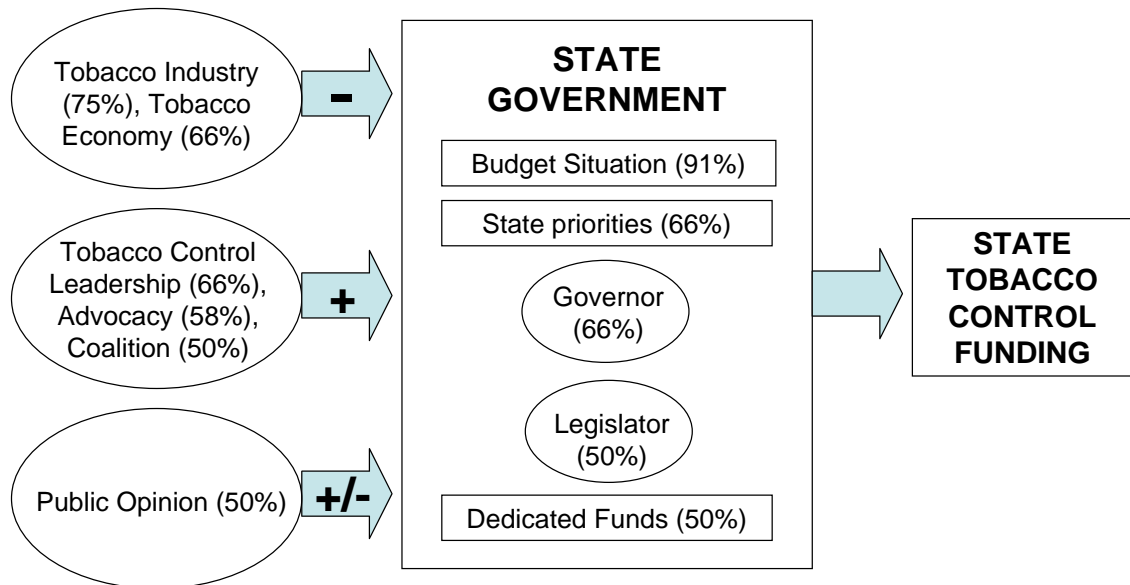 Tobacco Industry
(75%), Tobacco
Economy (66%)
-
Tobacco Control
Leadership (66%),
Advocacy (58%),
Coalition (50%)
+
Public Opinion (50%)
+/-
STATE
GOVERNMENT
Budget Situation (91%)
State priorities (66%)
Governor
(66%)
Legislator
(50%)
Dedicated Funds (50%)
STATE
TOBACCO
CONTROL
FUNDING